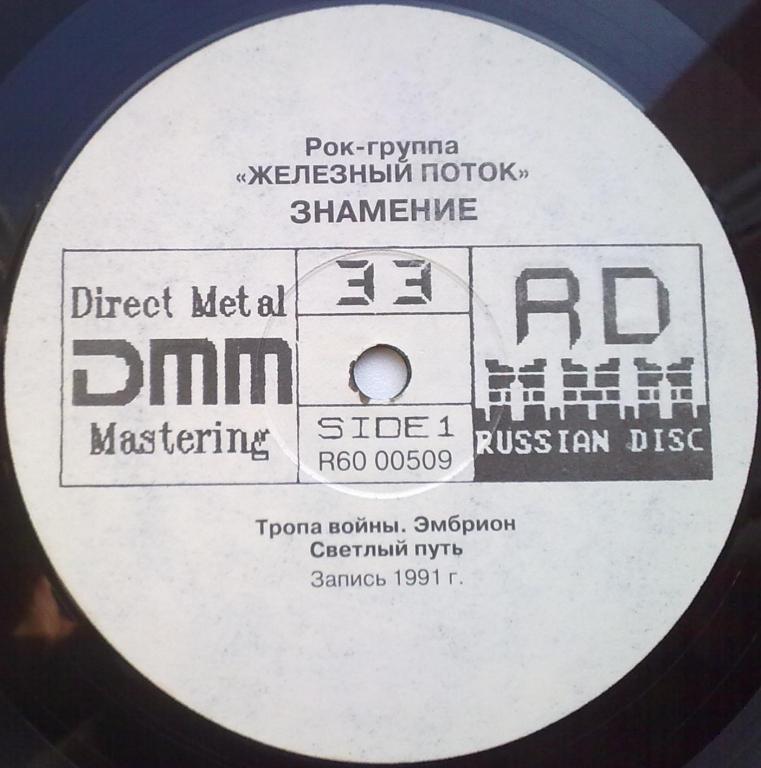 Рок-группа
«ЖЕЛЕЗНЫЙ ПОТОК»
ЗНАМЕНИЕ
Direct Metal
DMM
Mastering
33
SIDE 1
R60 00509
RD
RUSSIAN DISC
Тропа войны. Эмбрион
Светлый путь
Запись 1991 г.